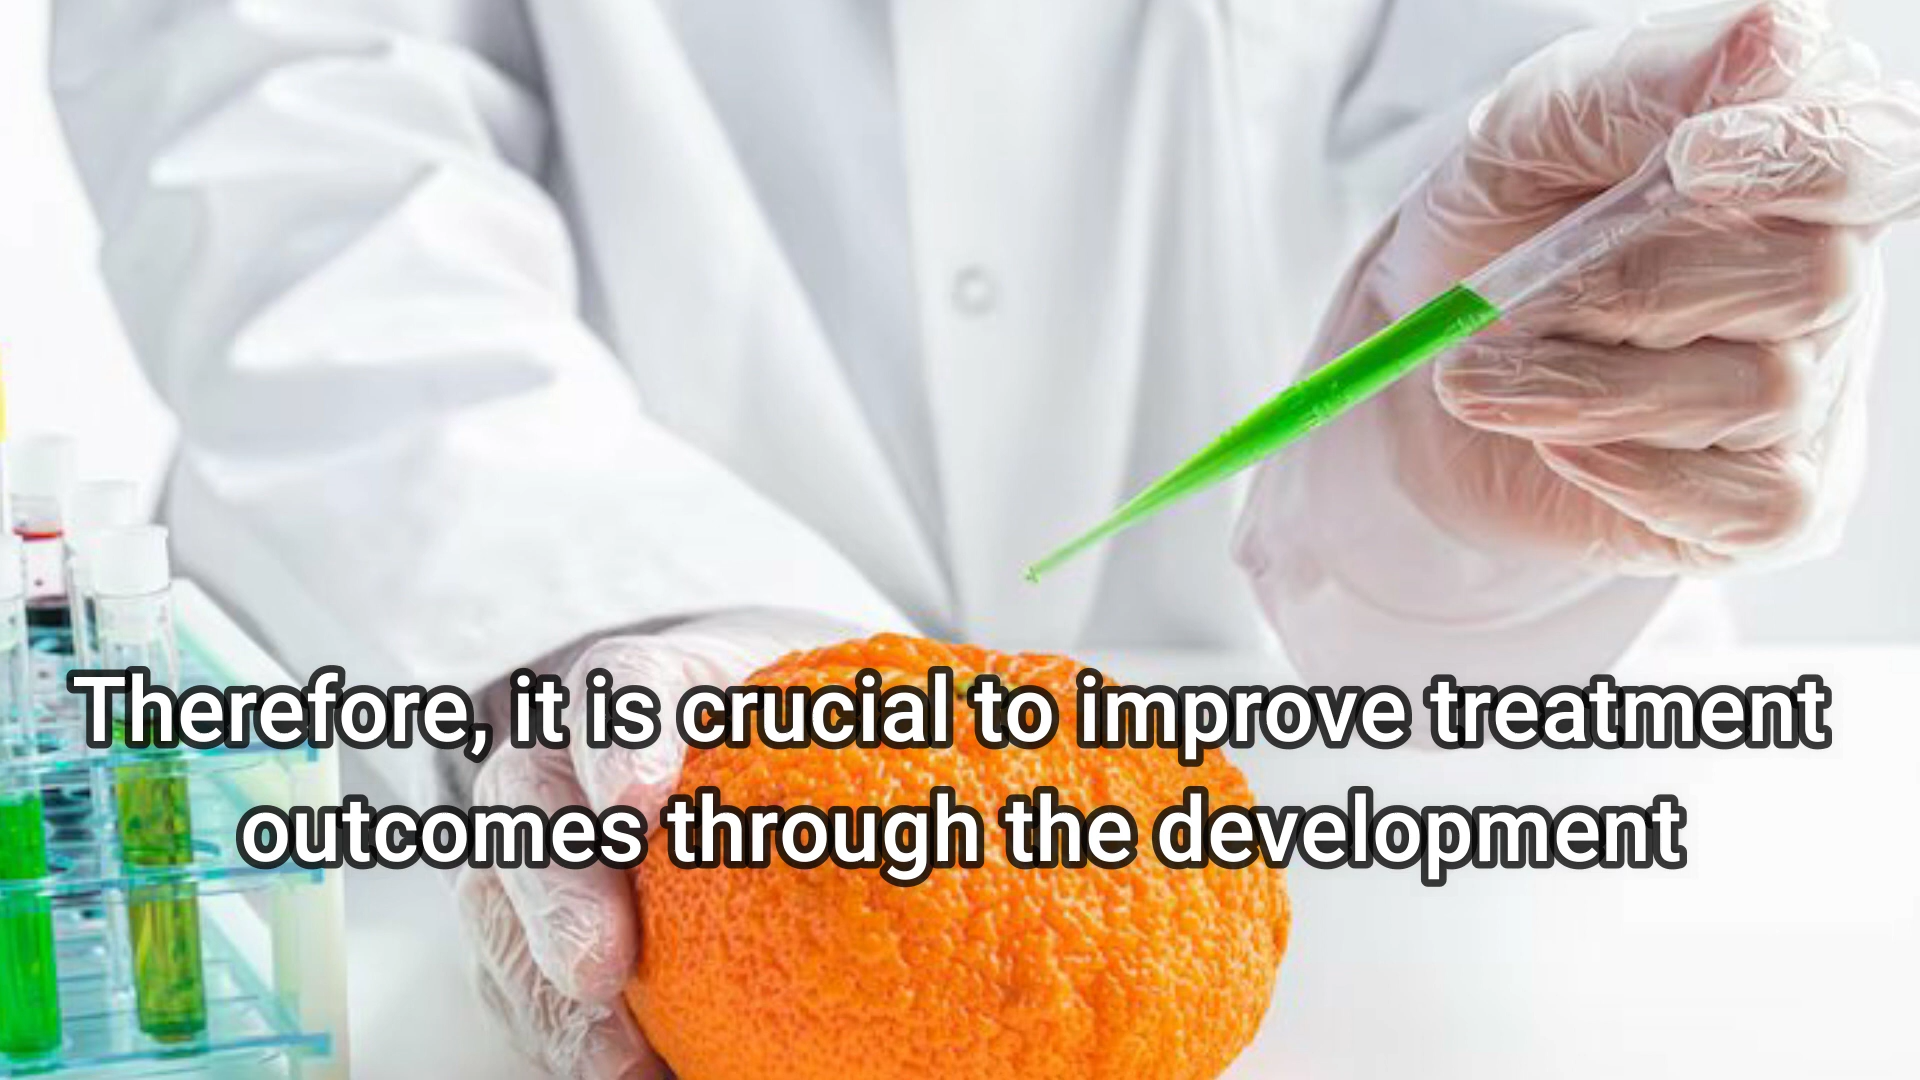 Therefore, it is crucial to improve treatment
outcomes through the development